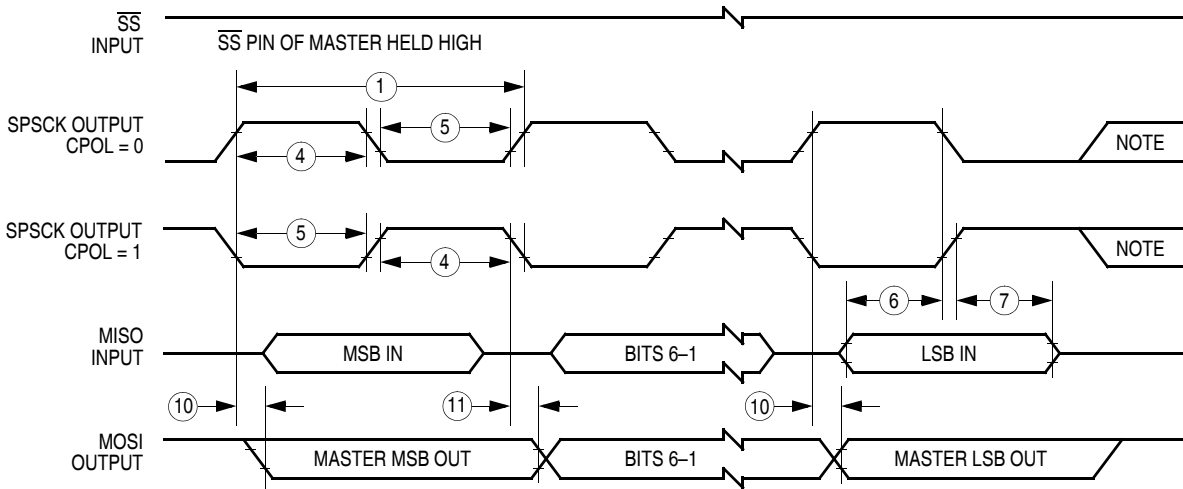 SS
INPUT
SS PIN OF MASTER HELD HIGH
1
SPSCK OUTPUT
CPOL = 0
5
4
NOTE
SPSCK OUTPUT
CPOL = 1
5
4
NOTE
6
7
MISO
INPUT
MSB IN
BITS 6–1
LSB IN
10
11
10
MOSI
OUTPUT
MASTER MSB OUT
BITS 6–1
MASTER LSB OUT